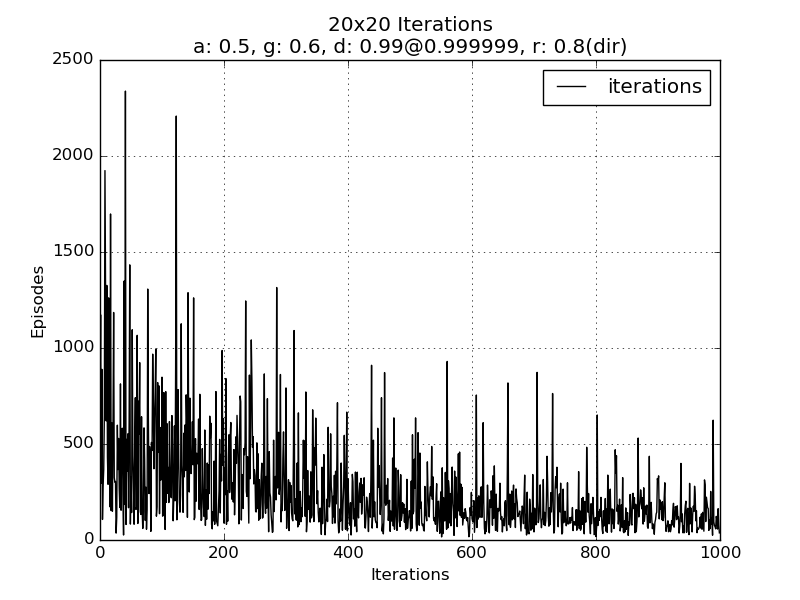 20x20 Iterations
a: 0.5, g: 0.6, d: 0.99@0.999999, r: 0.8(dir)
iterations
2500
2000
1500
1000
500
0
Episodes
0 200 400 600 800 1000
Iterations